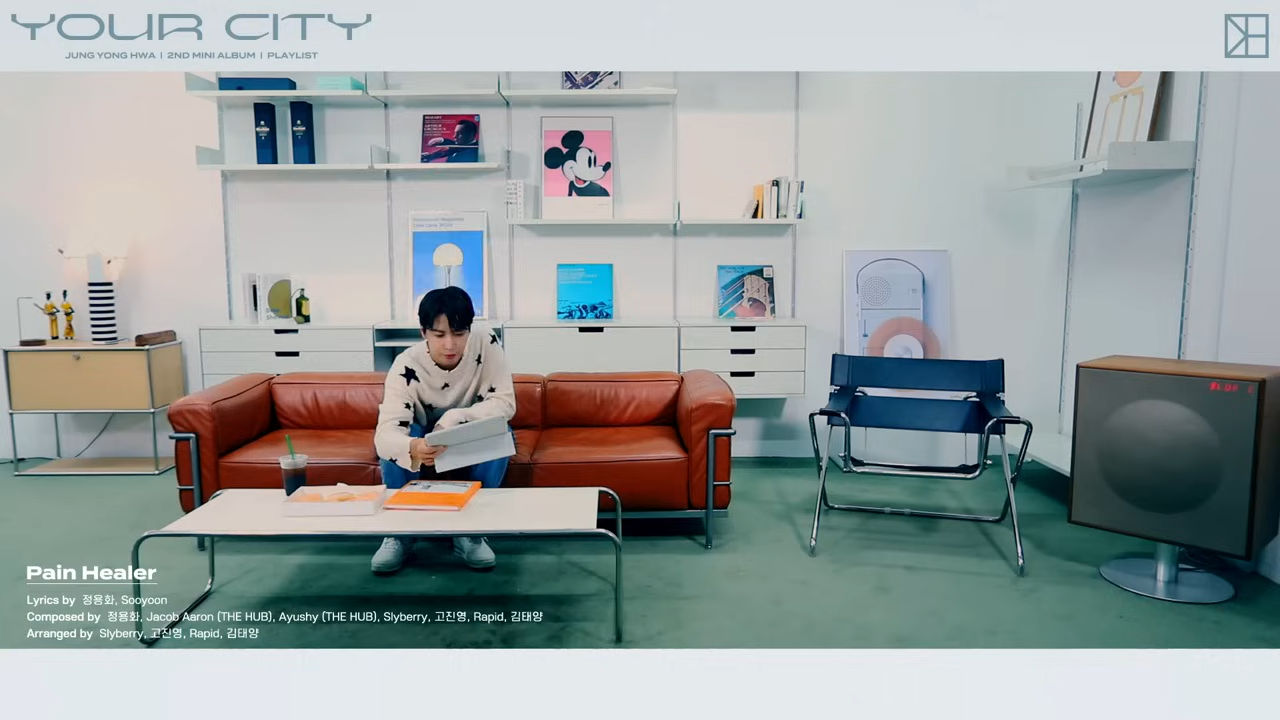 YOUR CITY
JUNG YONG HWA | 2ND MINI ALBUM | PLAYLIST
Pain Healer
Lyrics by 정용화, Sooyoon
Composed by 정용화, Jacob Aaron (THE HUB), Ayushy (THE HUB), Slyberry, 고진영, Rapid, 김태양
Arranged by Slyberry, 고진영, Rapid, 김태양